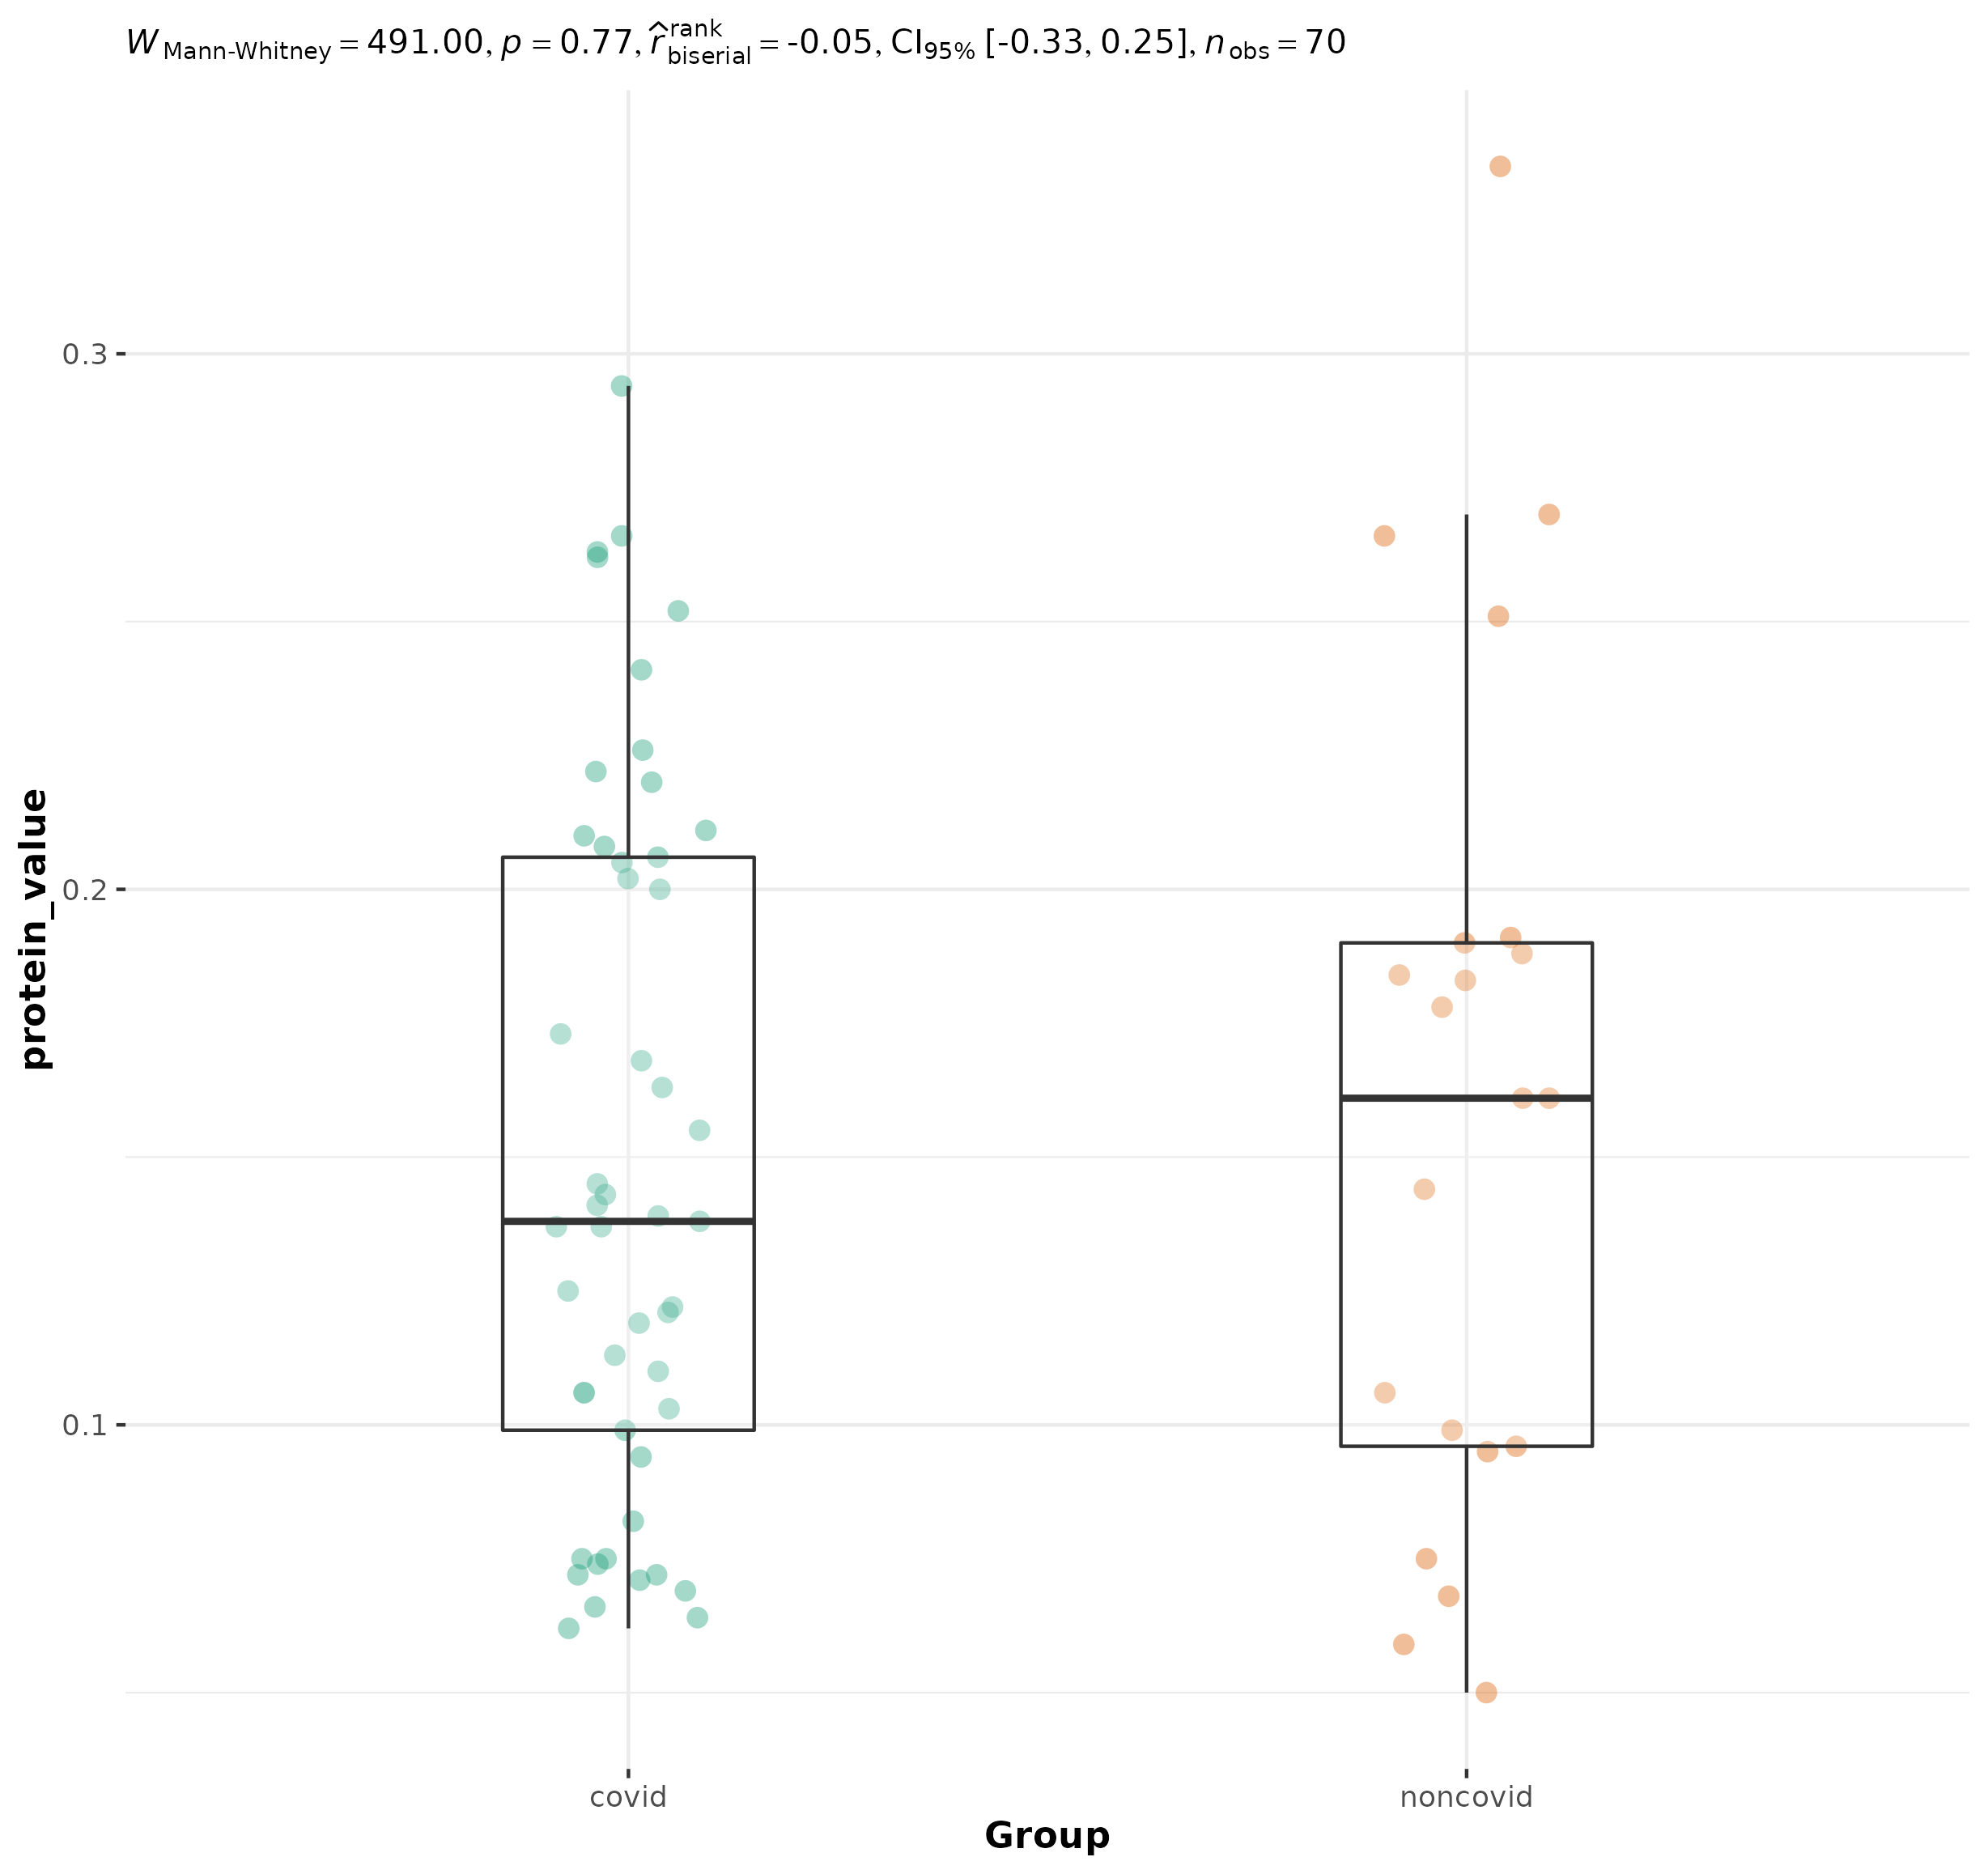 W Mann-Whitney = 491.00, p = 0.77, r̂ rank biserial = -0.05, CI95% [-0.33, 0.25], n obs = 70
0.3
0.2
0.1
protein_value
covid noncovid
Group